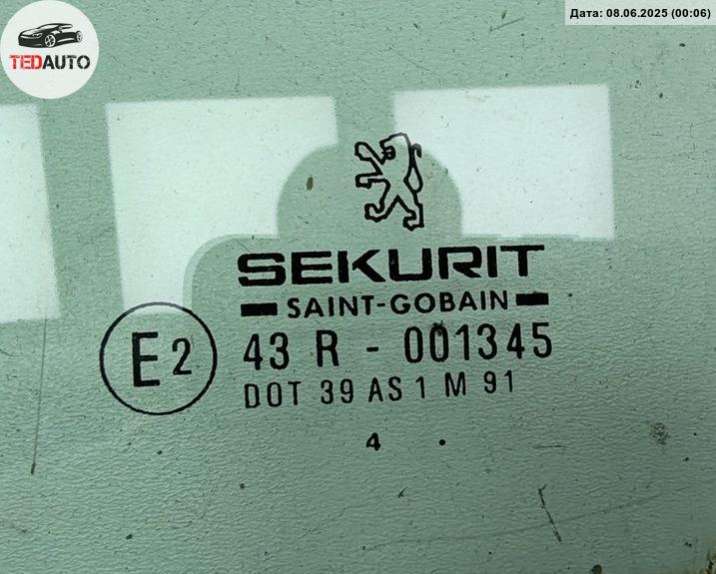 TEDAUTO
Дата: 08.06.2025 (00:06)
SEKURIT
SAINT-GOBAIN
E2
43 R - 001345
DOT 39 AS 1 M 91
4 .